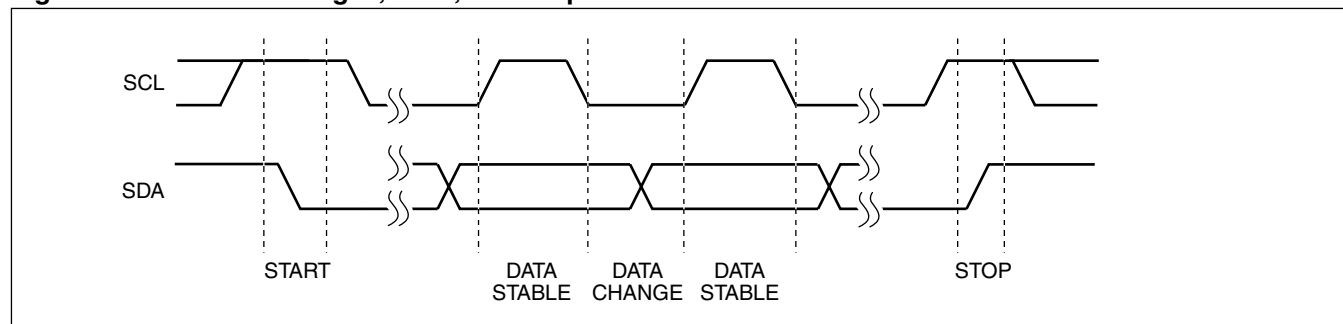 SCL
SDA
START
DATA
STABLE
DATA
CHANGE
DATA
STABLE
STOP